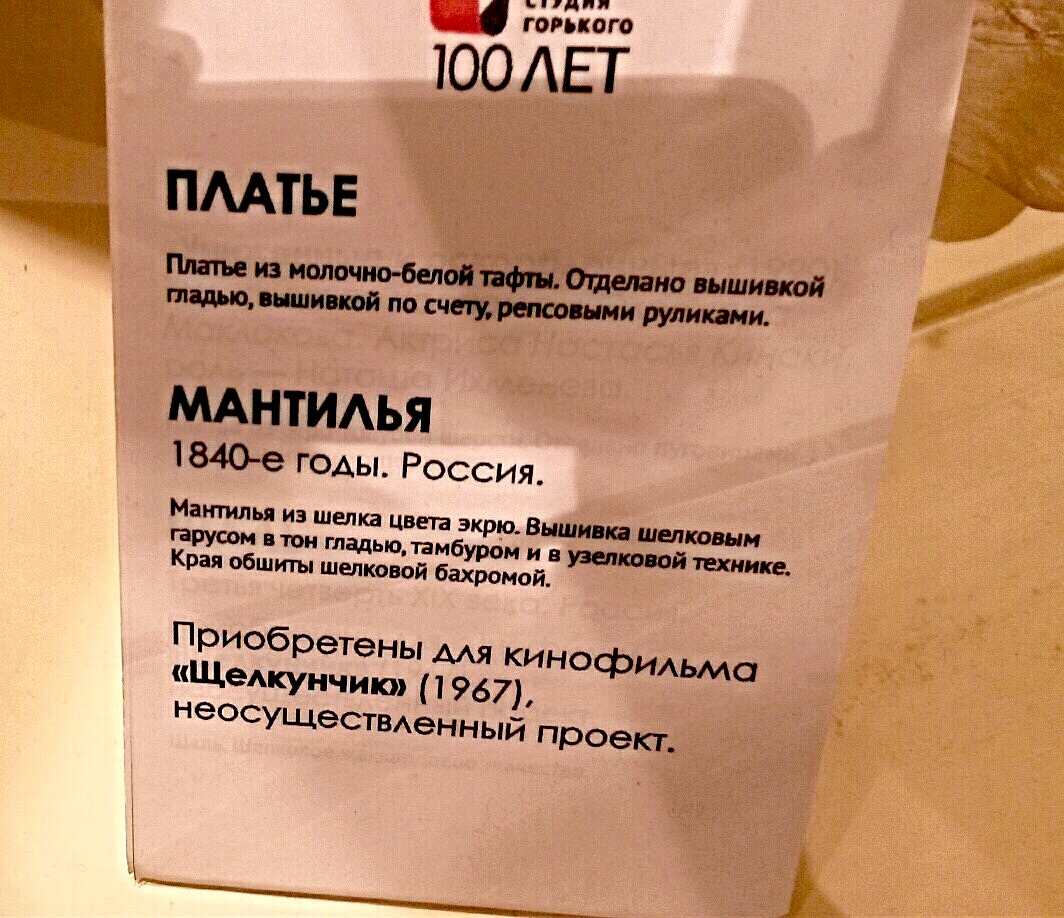 СТУДИЯ
ГОРЬКОГО
100 ЛЕТ
ПЛАТЬЕ
Платье из молочно-белой тафты. Отделано вышивкой
гладью, вышивкой по счету, репсовыми руликами.
МАНТИЛЬЯ
1840-е годы. Россия.
Мантилья из шелка цвета экрю. Вышивка шелковым
гарусом в тон гладью, тамбуром и в узелковой технике.
Края обшиты шелковой бахромой.
Приобретены для кинофильма
«Щелкунчик» (1967),
неосуществленный проект.